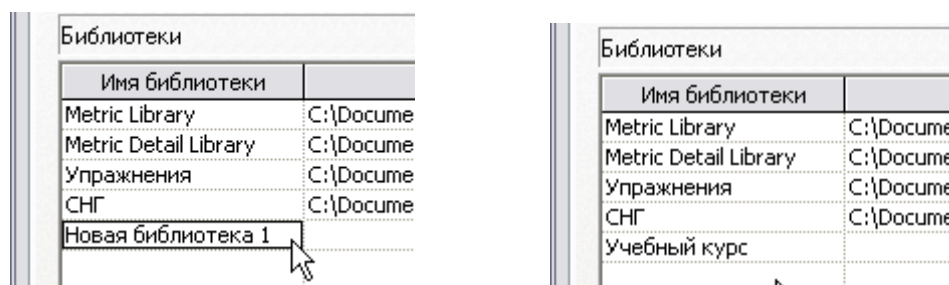 Библиотеки
Имя библиотеки
Metric Library C:\Docume
Metric Detail Library C:\Docume
Упражнения C:\Docume
СНГ C:\Docume
Новая библиотека 1
Библиотеки
Имя библиотеки
Metric Library C:\Docume
Metric Detail Library C:\Docume
Упражнения C:\Docume
СНГ C:\Docume
Учебный курс